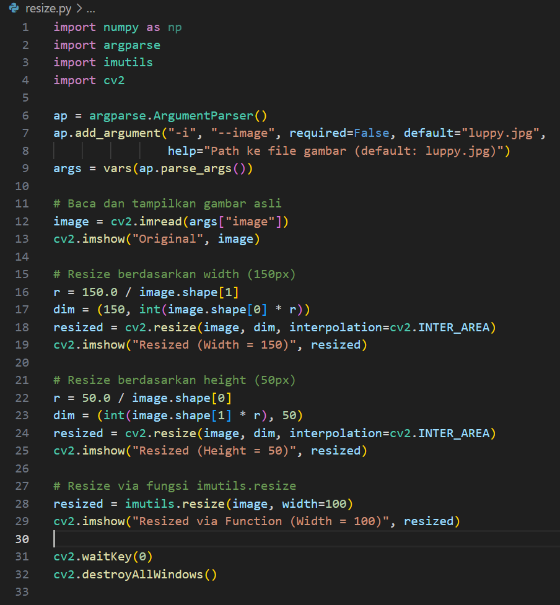 resize.py > ...
1 import numpy as np
2 import argparse
3 import imutils
4 import cv2
5
6 ap = argparse.ArgumentParser()
7 ap.add_argument("-i", "--image", required=False, default="luppy.jpg",
8                 help="Path ke file gambar (default: luppy.jpg)")
9 args = vars(ap.parse_args())
10
11 # Baca dan tampilkan gambar asli
12 image = cv2.imread(args["image"])
13 cv2.imshow("Original", image)
14
15 # Resize berdasarkan width (150px)
16 r = 150.0 / image.shape[1]
17 dim = (150, int(image.shape[0] * r))
18 resized = cv2.resize(image, dim, interpolation=cv2.INTER_AREA)
19 cv2.imshow("Resized (Width = 150)", resized)
20
21 # Resize berdasarkan height (50px)
22 r = 50.0 / image.shape[0]
23 dim = (int(image.shape[1] * r), 50)
24 resized = cv2.resize(image, dim, interpolation=cv2.INTER_AREA)
25 cv2.imshow("Resized (Height = 50)", resized)
26
27 # Resize via fungsi imutils.resize
28 resized = imutils.resize(image, width=100)
29 cv2.imshow("Resized via Function (Width = 100)", resized)
30
31 cv2.waitKey(0)
32 cv2.destroyAllWindows()
33